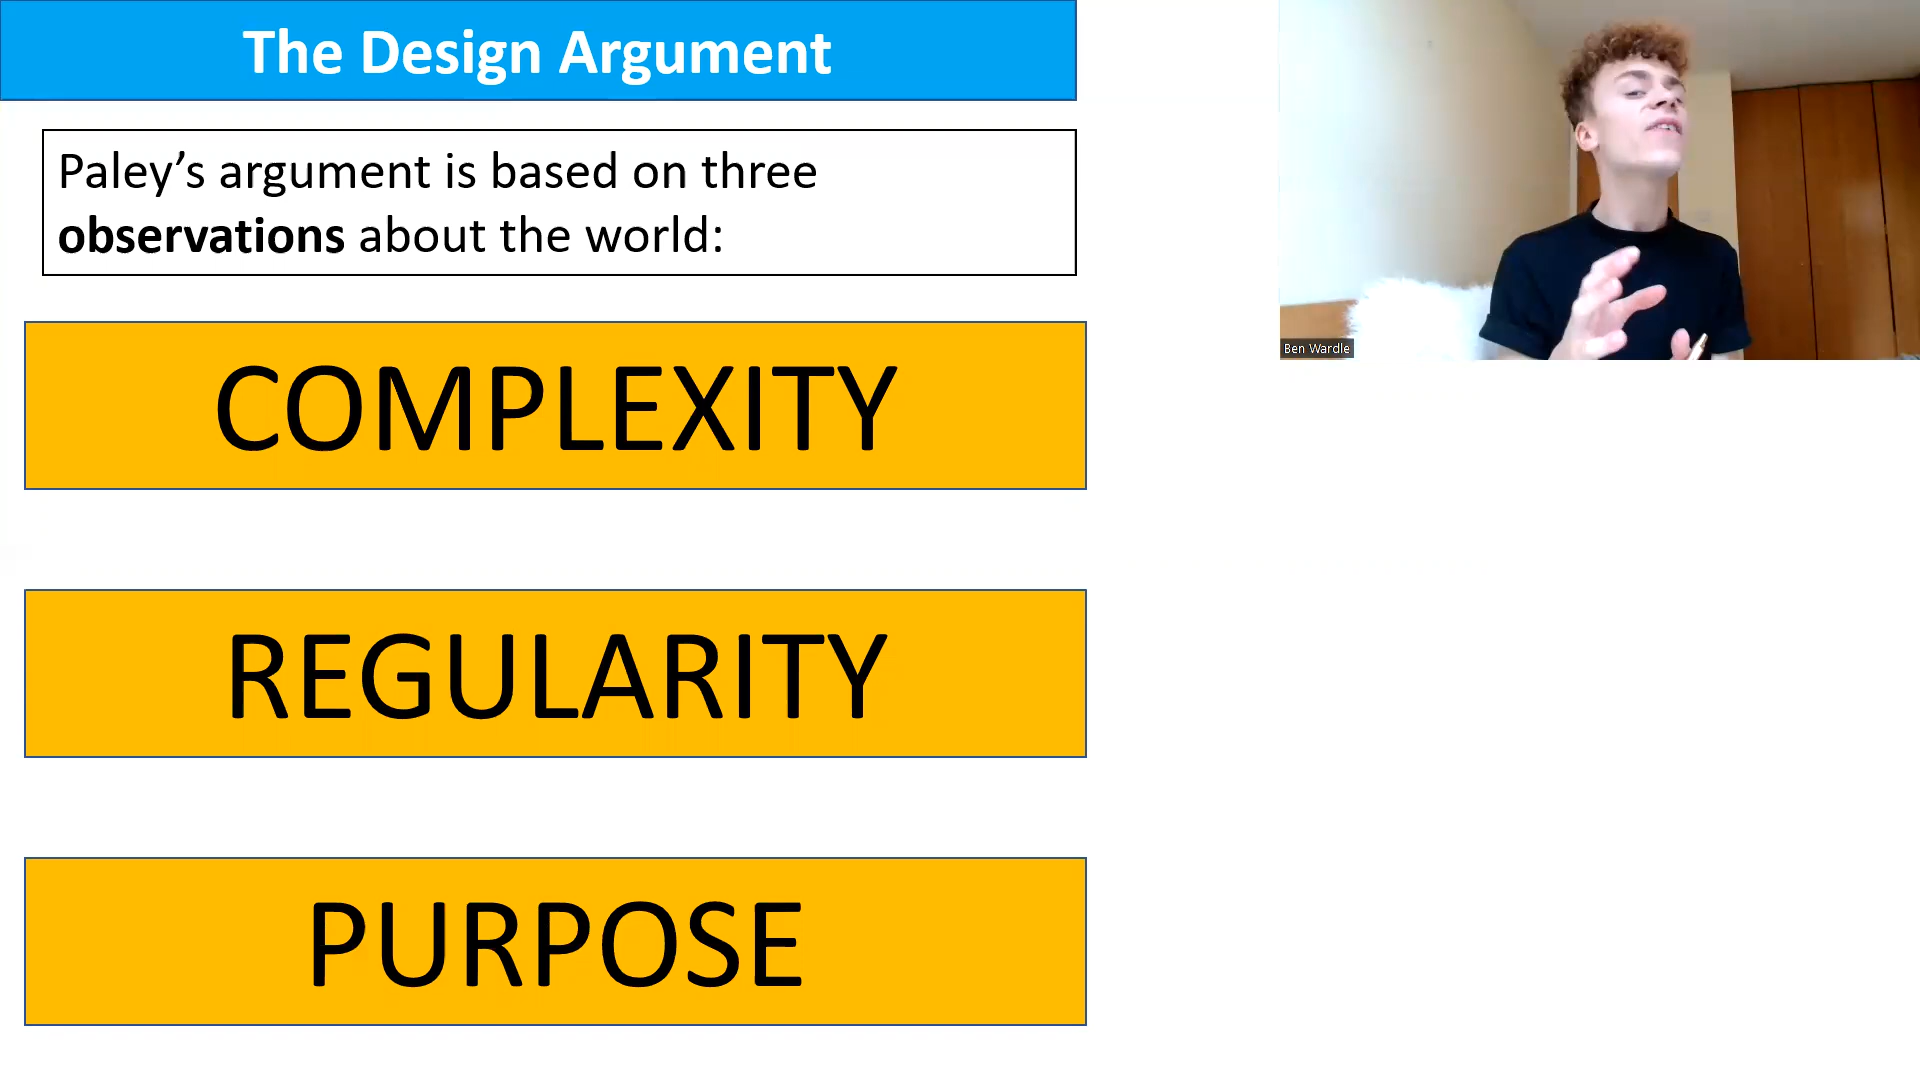 The Design Argument
Paley’s argument is based on three
observations about the world:
COMPLEXITY
REGULARITY
PURPOSE
Ben Wardle